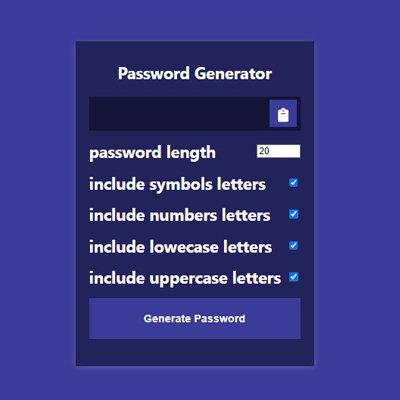 Password Generator
password length 20
include symbols letters
include numbers letters
include lowecase letters
include uppercase letters
Generate Password